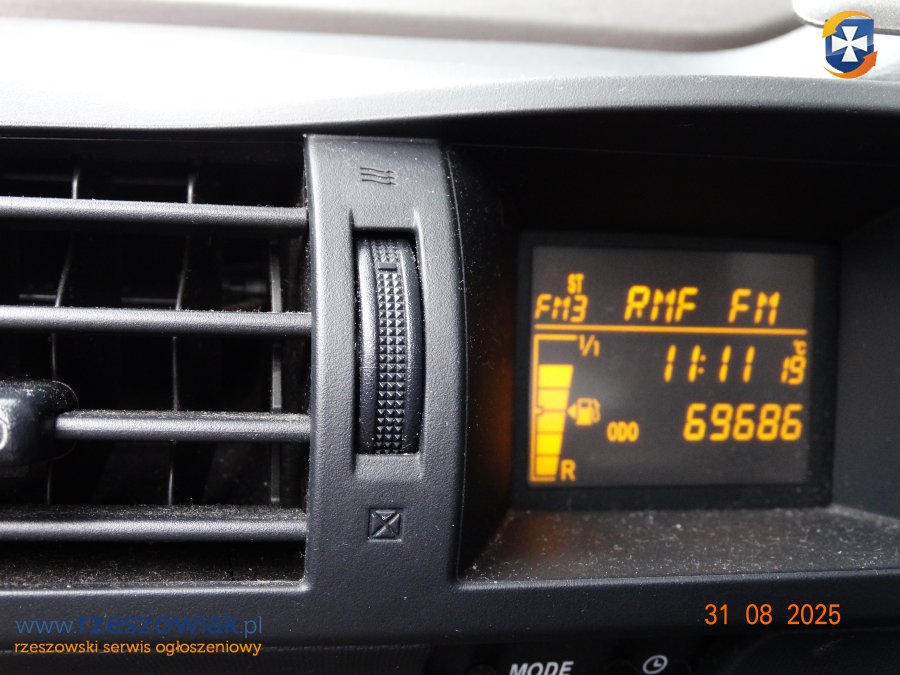 ST
FM3 RMF FM
1/1
11:11 19°C
ODO 69686
R
31 08 2025
www.rzeszowiak.pl
rzeszowski serwis ogłoszeniowy
MODE